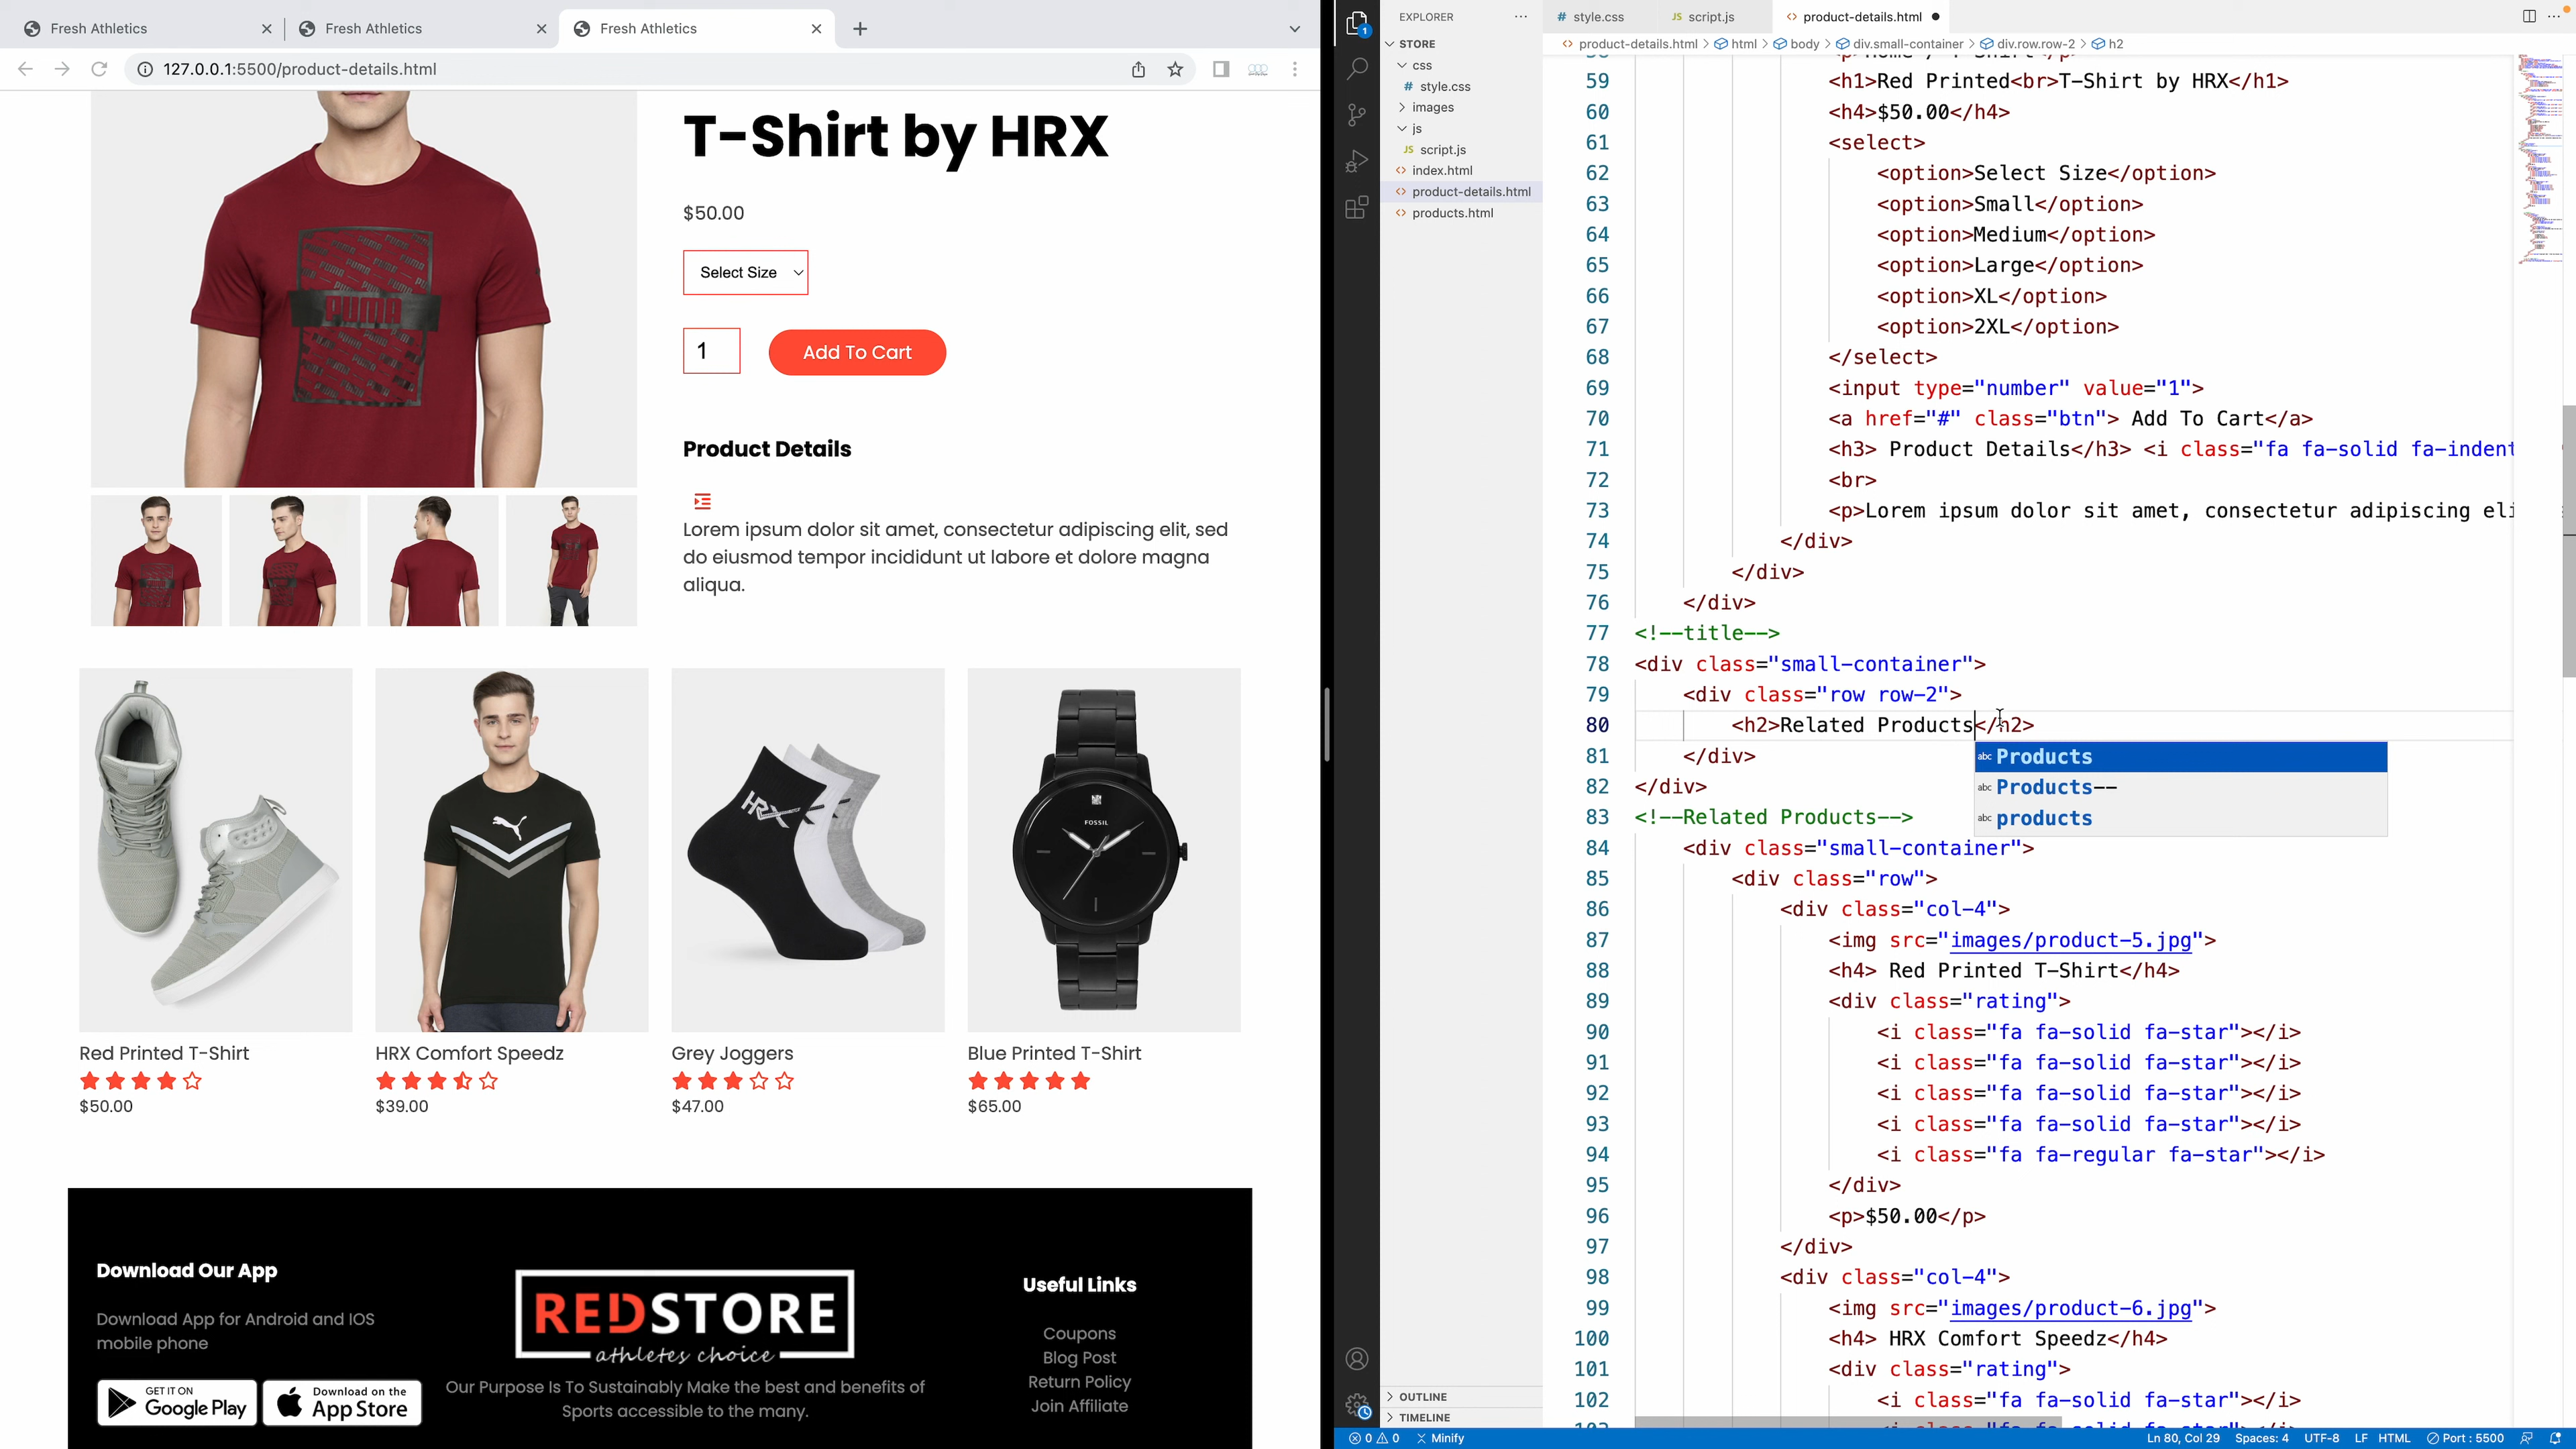 Fresh Athletics
Fresh Athletics
Fresh Athletics
127.0.0.1:5500/product-details.html
T-Shirt by HRX
$50.00
Select Size
1
Add To Cart
Product Details
Lorem ipsum dolor sit amet, consectetur adipiscing elit, sed
do eiusmod tempor incididunt ut labore et dolore magna
aliqua.
PUMA
HRX
FOSSIL
Red Printed T-Shirt
$50.00
HRX Comfort Speedz
$39.00
Grey Joggers
$47.00
Blue Printed T-Shirt
$65.00
Download Our App
Download App for Android and IOS
mobile phone
GET IT ON
Google Play
Download on the
App Store
REDSTORE
athletes choice
Our Purpose Is To Sustainably Make the best and benefits of
Sports accessible to the many.
Useful Links
Coupons
Blog Post
Return Policy
Join Affiliate
1
EXPLORER
STORE
css
# style.css
images
js
JS script.js
index.html
product-details.html
products.html
OUTLINE
TIMELINE
# style.css
JS script.js
product-details.html
product-details.html > html > body > div.small-container > div.row.row-2 > h2
59 <h1>Red Printed<br>T-Shirt by HRX</h1>
60 <h4>$50.00</h4>
61 <select>
62 <option>Select Size</option>
63 <option>Small</option>
64 <option>Medium</option>
65 <option>Large</option>
66 <option>XL</option>
67 <option>2XL</option>
68 </select>
69 <input type="number" value="1">
70 <a href="#" class="btn"> Add To Cart</a>
71 <h3> Product Details</h3> <i class="fa fa-solid fa-indent
72 <br>
73 <p>Lorem ipsum dolor sit amet, consectetur adipiscing eli
74 </div>
75 </div>
76 </div>
77 <!--title-->
78 <div class="small-container">
79 <div class="row row-2">
80 <h2>Related Products</h2>
81 </div>
abc Products
82 </div>
abc Products--
83 <!--Related Products-->
abc products
84 <div class="small-container">
85 <div class="row">
86 <div class="col-4">
87 <img src="images/product-5.jpg">
88 <h4> Red Printed T-Shirt</h4>
89 <div class="rating">
90 <i class="fa fa-solid fa-star"></i>
91 <i class="fa fa-solid fa-star"></i>
92 <i class="fa fa-solid fa-star"></i>
93 <i class="fa fa-solid fa-star"></i>
94 <i class="fa fa-regular fa-star"></i>
95 </div>
96 <p>$50.00</p>
97 </div>
98 <div class="col-4">
99 <img src="images/product-6.jpg">
100 <h4> HRX Comfort Speedz</h4>
101 <div class="rating">
102 <i class="fa fa-solid fa-star"></i>
0 0 Minify
Ln 80, Col 29 Spaces: 4 UTF-8 LF HTML Port : 5500